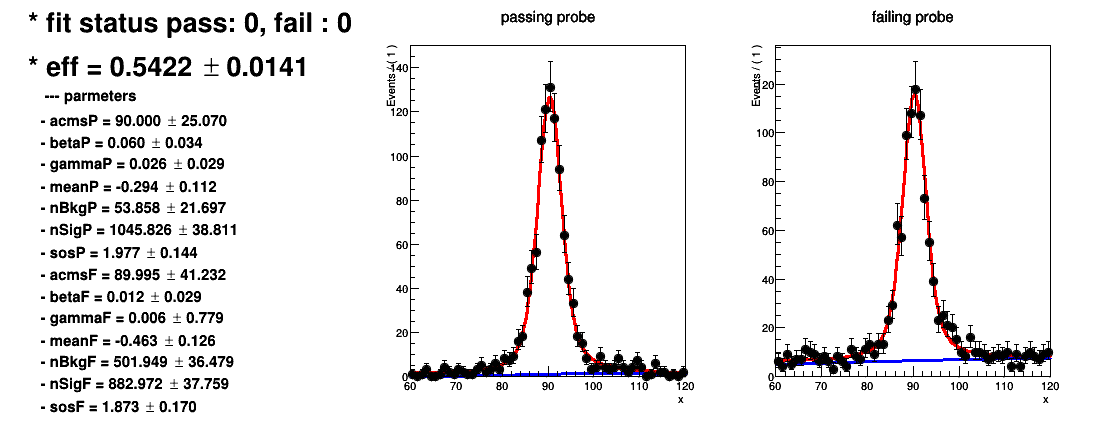 * fit status pass: 0, fail : 0
* eff = 0.5422 ± 0.0141
--- parmeters
- acmsP = 90.000 ± 25.070
- betaP = 0.060 ± 0.034
- gammaP = 0.026 ± 0.029
- meanP = -0.294 ± 0.112
- nBkgP = 53.858 ± 21.697
- nSigP = 1045.826 ± 38.811
- sosP = 1.977 ± 0.144
- acmsF = 89.995 ± 41.232
- betaF = 0.012 ± 0.029
- gammaF = 0.006 ± 0.779
- meanF = -0.463 ± 0.126
- nBkgF = 501.949 ± 36.479
- nSigF = 882.972 ± 37.759
- sosF = 1.873 ± 0.170
passing probe
Events / ( 1 )
140
120
100
80
60
40
20
0
60 70 80 90 100 110 120
x
failing probe
Events / ( 1 )
120
100
80
60
40
20
0
60 70 80 90 100 110 120
x